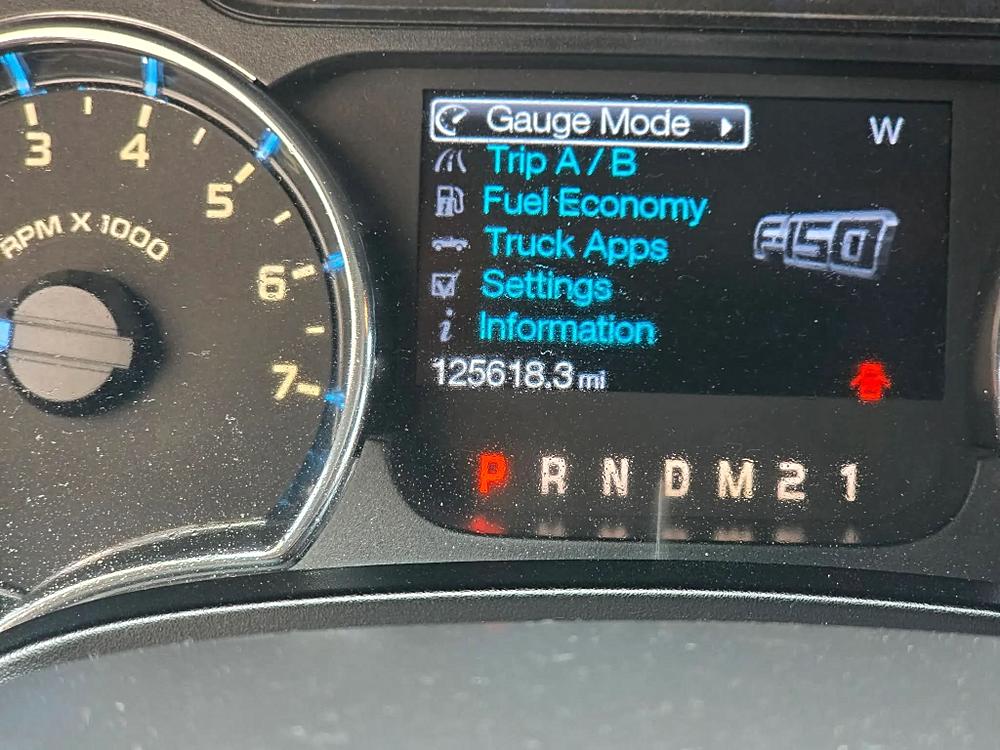 3
4
5
6
7
RPM X 1000
Gauge Mode
W
Trip A / B
Fuel Economy
F150
Truck Apps
Settings
Information
125618.3 mi
P R N D M 2 1